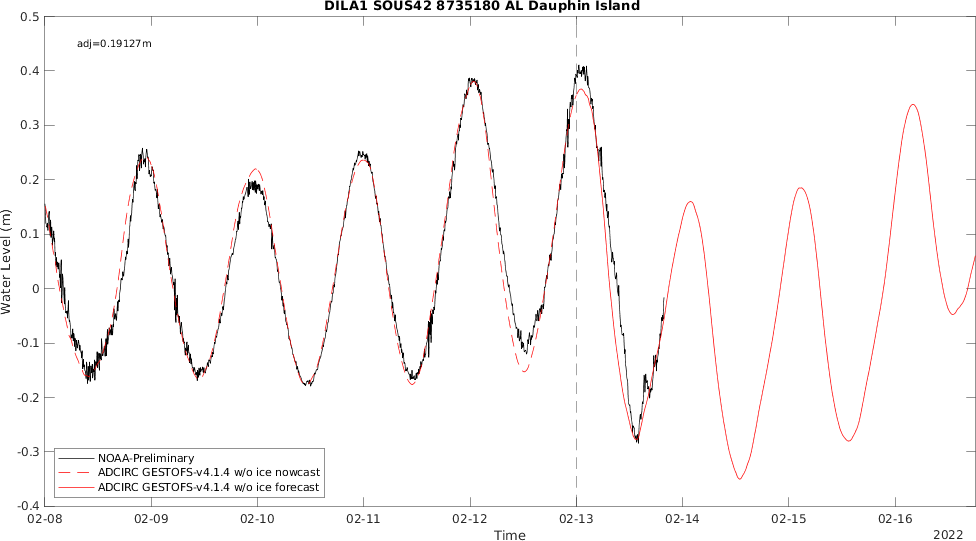 DILA1 SOUS42 8735180 AL Dauphin Island
adj=0.19127m
0.5
0.4
0.3
0.2
0.1
0
-0.1
-0.2
-0.3
-0.4
Water Level (m)
NOAA-Preliminary
ADCIRC GESTOFS-v4.1.4 w/o ice nowcast
ADCIRC GESTOFS-v4.1.4 w/o ice forecast
02-08 02-09 02-10 02-11 02-12 02-13 02-14 02-15 02-16
Time
2022